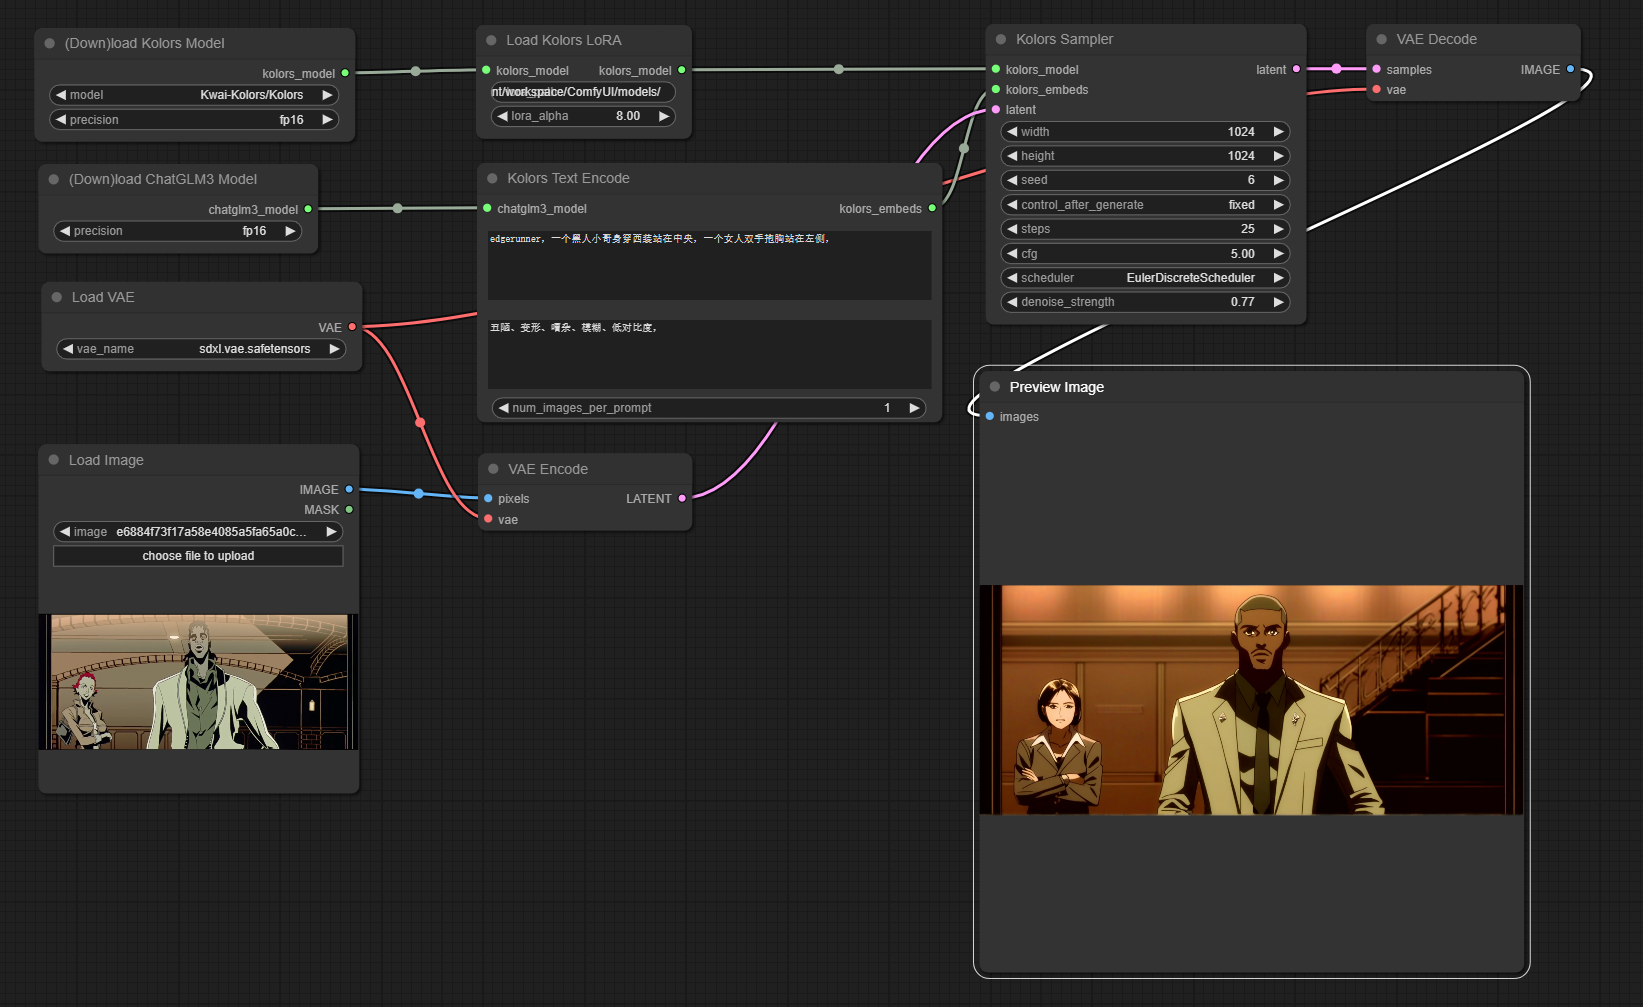 (Down)load Kolors Model
kolors_model
model Kwai-Kolors/Kolors
precision fp16
Load Kolors LoRA
kolors_model kolors_model
nt/workspace/ComfyUI/models/
lora_alpha 8.00
Kolors Sampler
kolors_model latent
kolors_embeds
latent
width 1024
height 1024
seed 6
control_after_generate fixed
steps 25
cfg 5.00
scheduler EulerDiscreteScheduler
denoise_strength 0.77
VAE Decode
samples IMAGE
vae
(Down)load ChatGLM3 Model
chatglm3_model
precision fp16
Kolors Text Encode
chatglm3_model kolors_embeds
edgerunner，一个黑人小哥身穿西装站在中央，一个女人双手抱胸站在左侧，
丑陋、变形、嘈杂、模糊、低对比度，
num_images_per_prompt 1
Load VAE
VAE
vae_name sdxl.vae.safetensors
Load Image
IMAGE
MASK
image e6884f73f17a58e4085a5fa65a0c...
choose file to upload
VAE Encode
pixels LATENT
vae
Preview Image
images